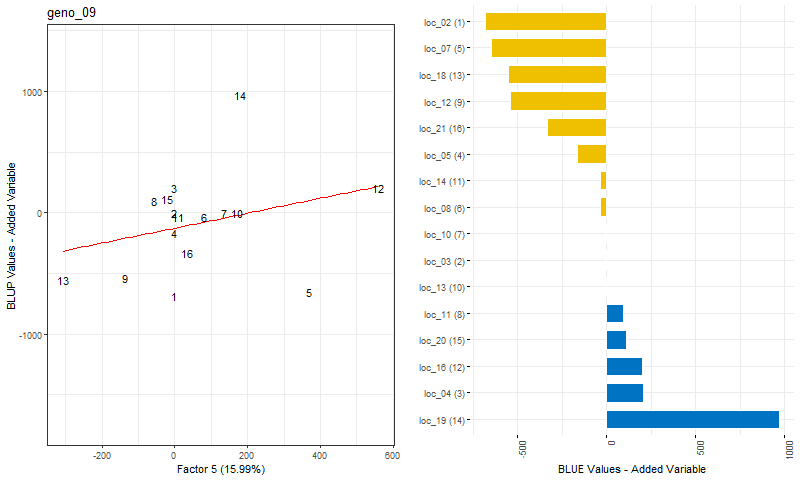 geno_09
BLUP Values - Added Variable
1000
0
-1000
14
3
15
8
12
2
11
6
7
10
4
16
13
9
1
5
-200
0
200
400
600
Factor 5 (15.99%)
loc_02 (1)
loc_07 (5)
loc_18 (13)
loc_12 (9)
loc_21 (16)
loc_05 (4)
loc_14 (11)
loc_08 (6)
loc_10 (7)
loc_03 (2)
loc_13 (10)
loc_11 (8)
loc_20 (15)
loc_16 (12)
loc_04 (3)
loc_19 (14)
-500
0
500
1000
BLUE Values - Added Variable